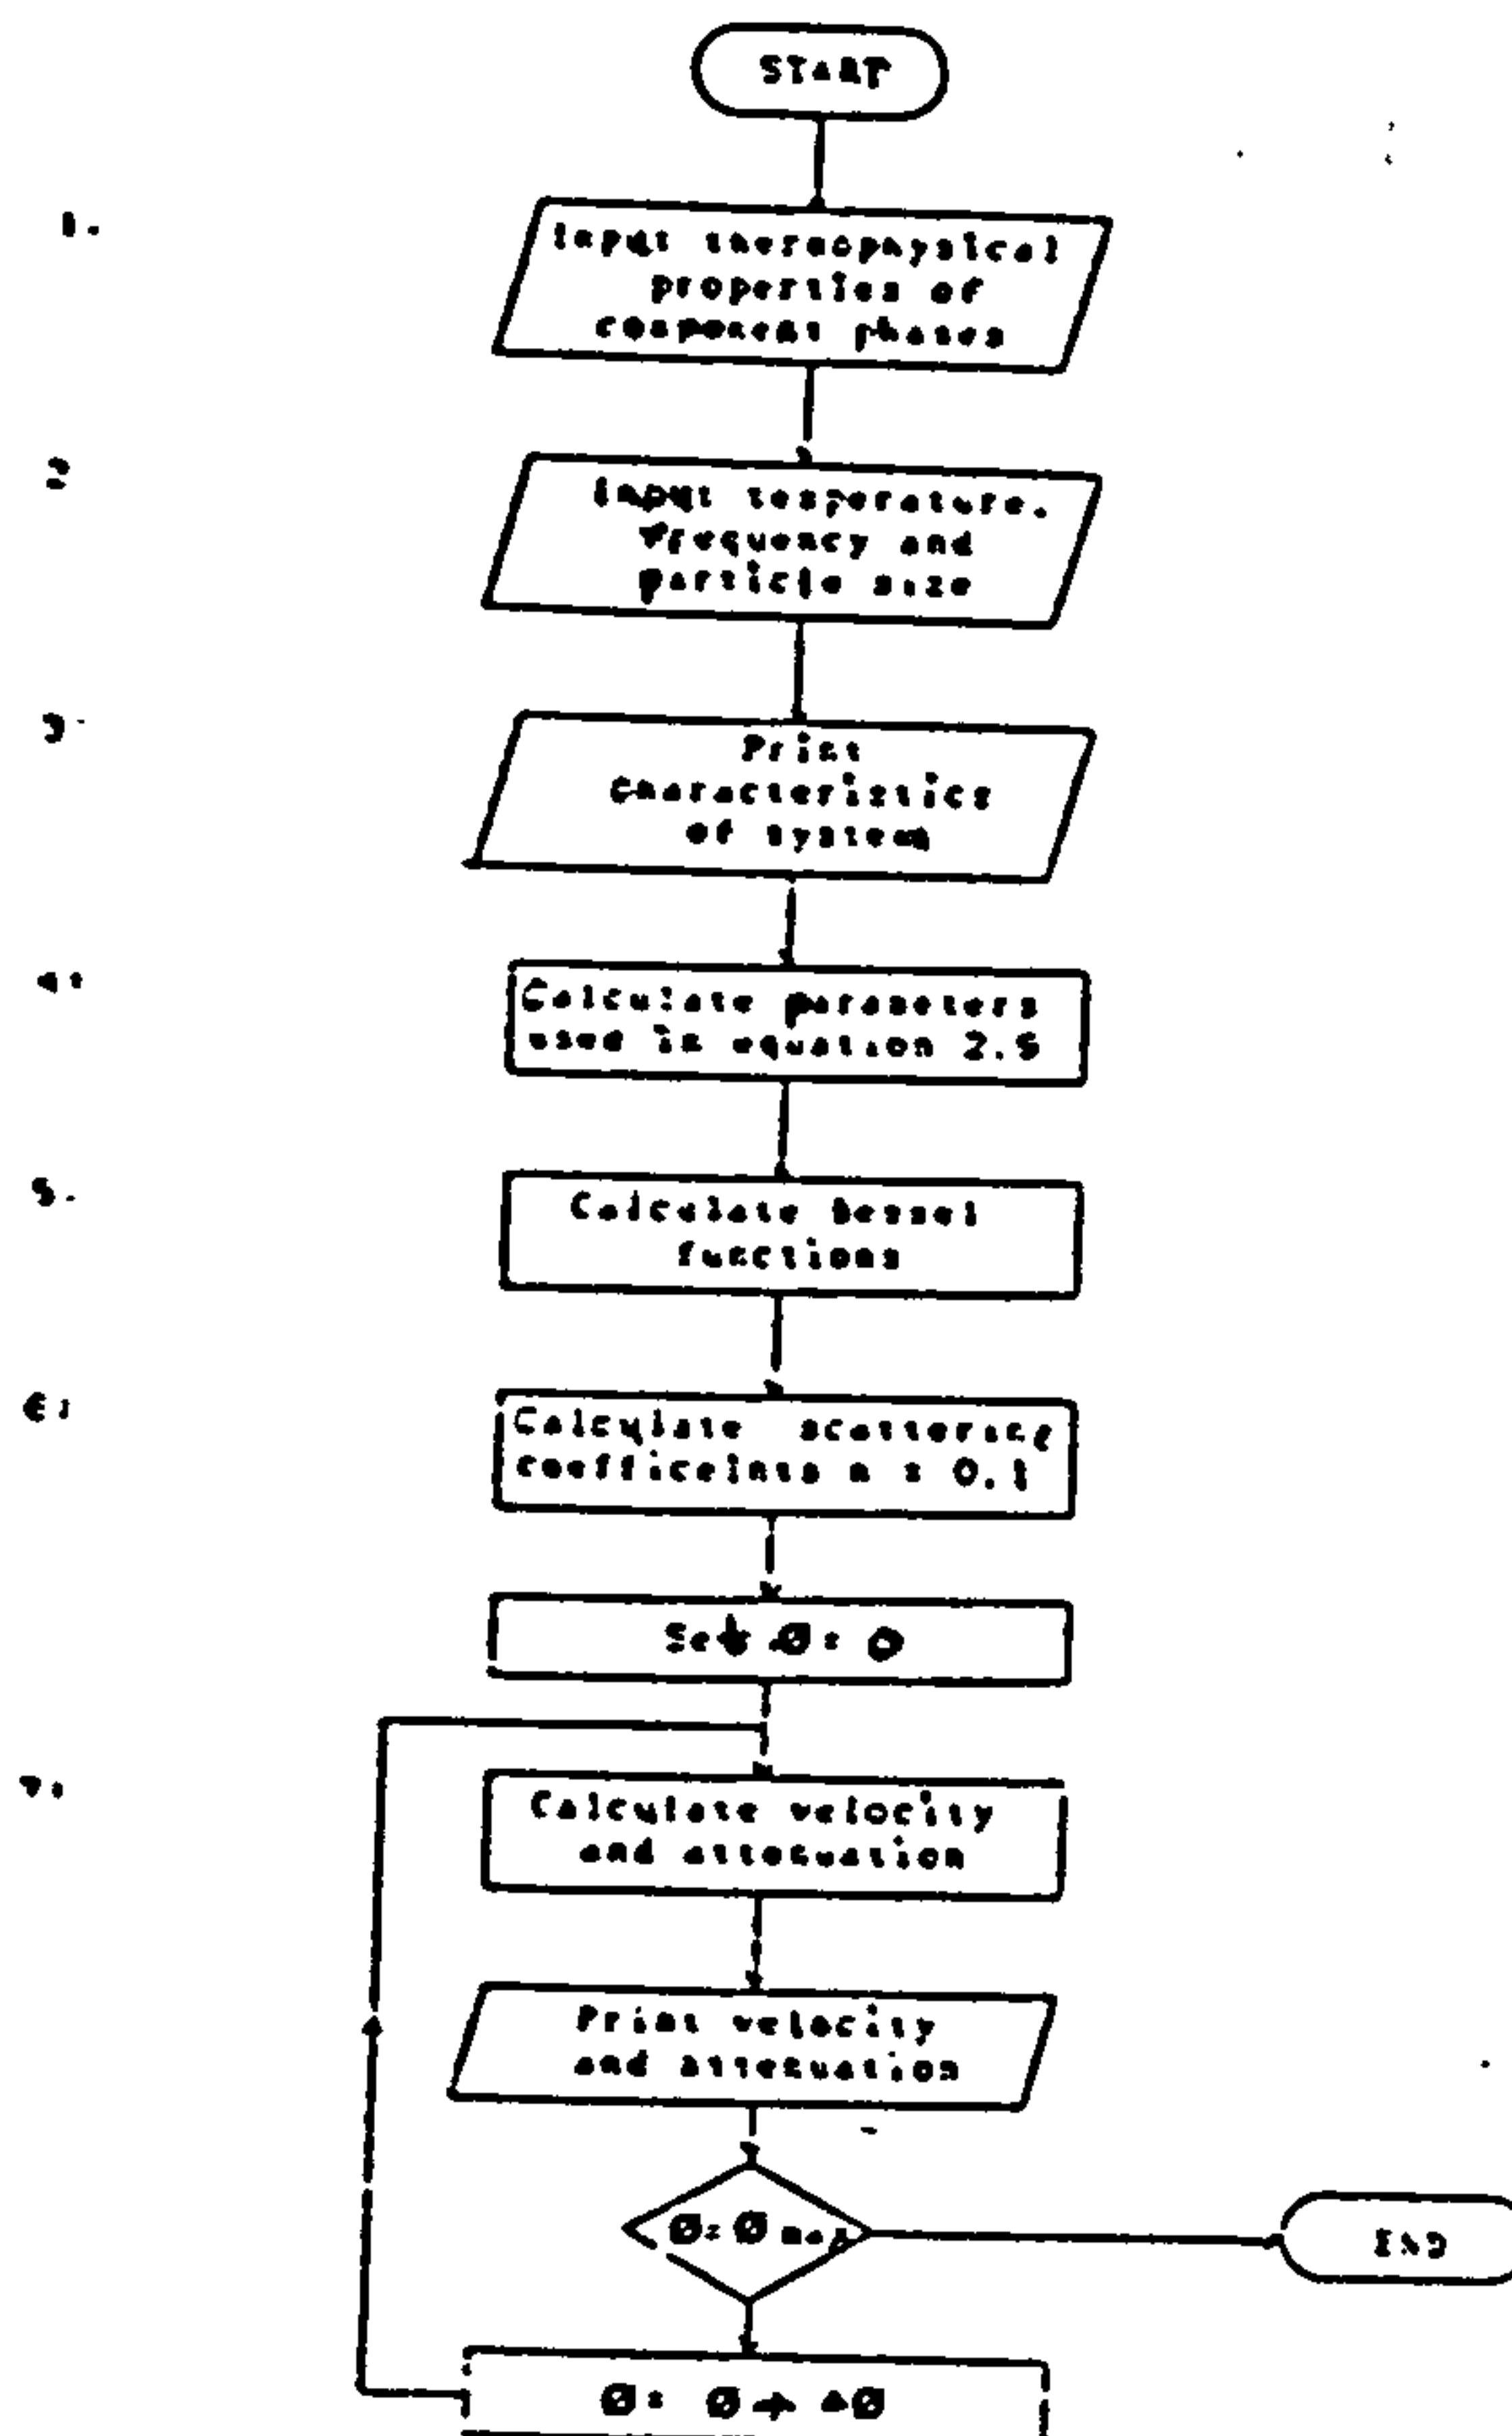 START
1.
Input thermophysical
properties of
component phases
2
Input temperature,
frequency and
particle size
3.
Print
characteristics
of system
4.
Calculate parameters
used in equation 2.5
5.
Calculate bessel
functions
6.
Calculate scattering
coefficeints n = 0,1
Set Ø = 0
7.
Calculate velocity
and attenuation
Print velocity
and attenuation
Ø = Ø max
END
Ø = Ø + ΔØ